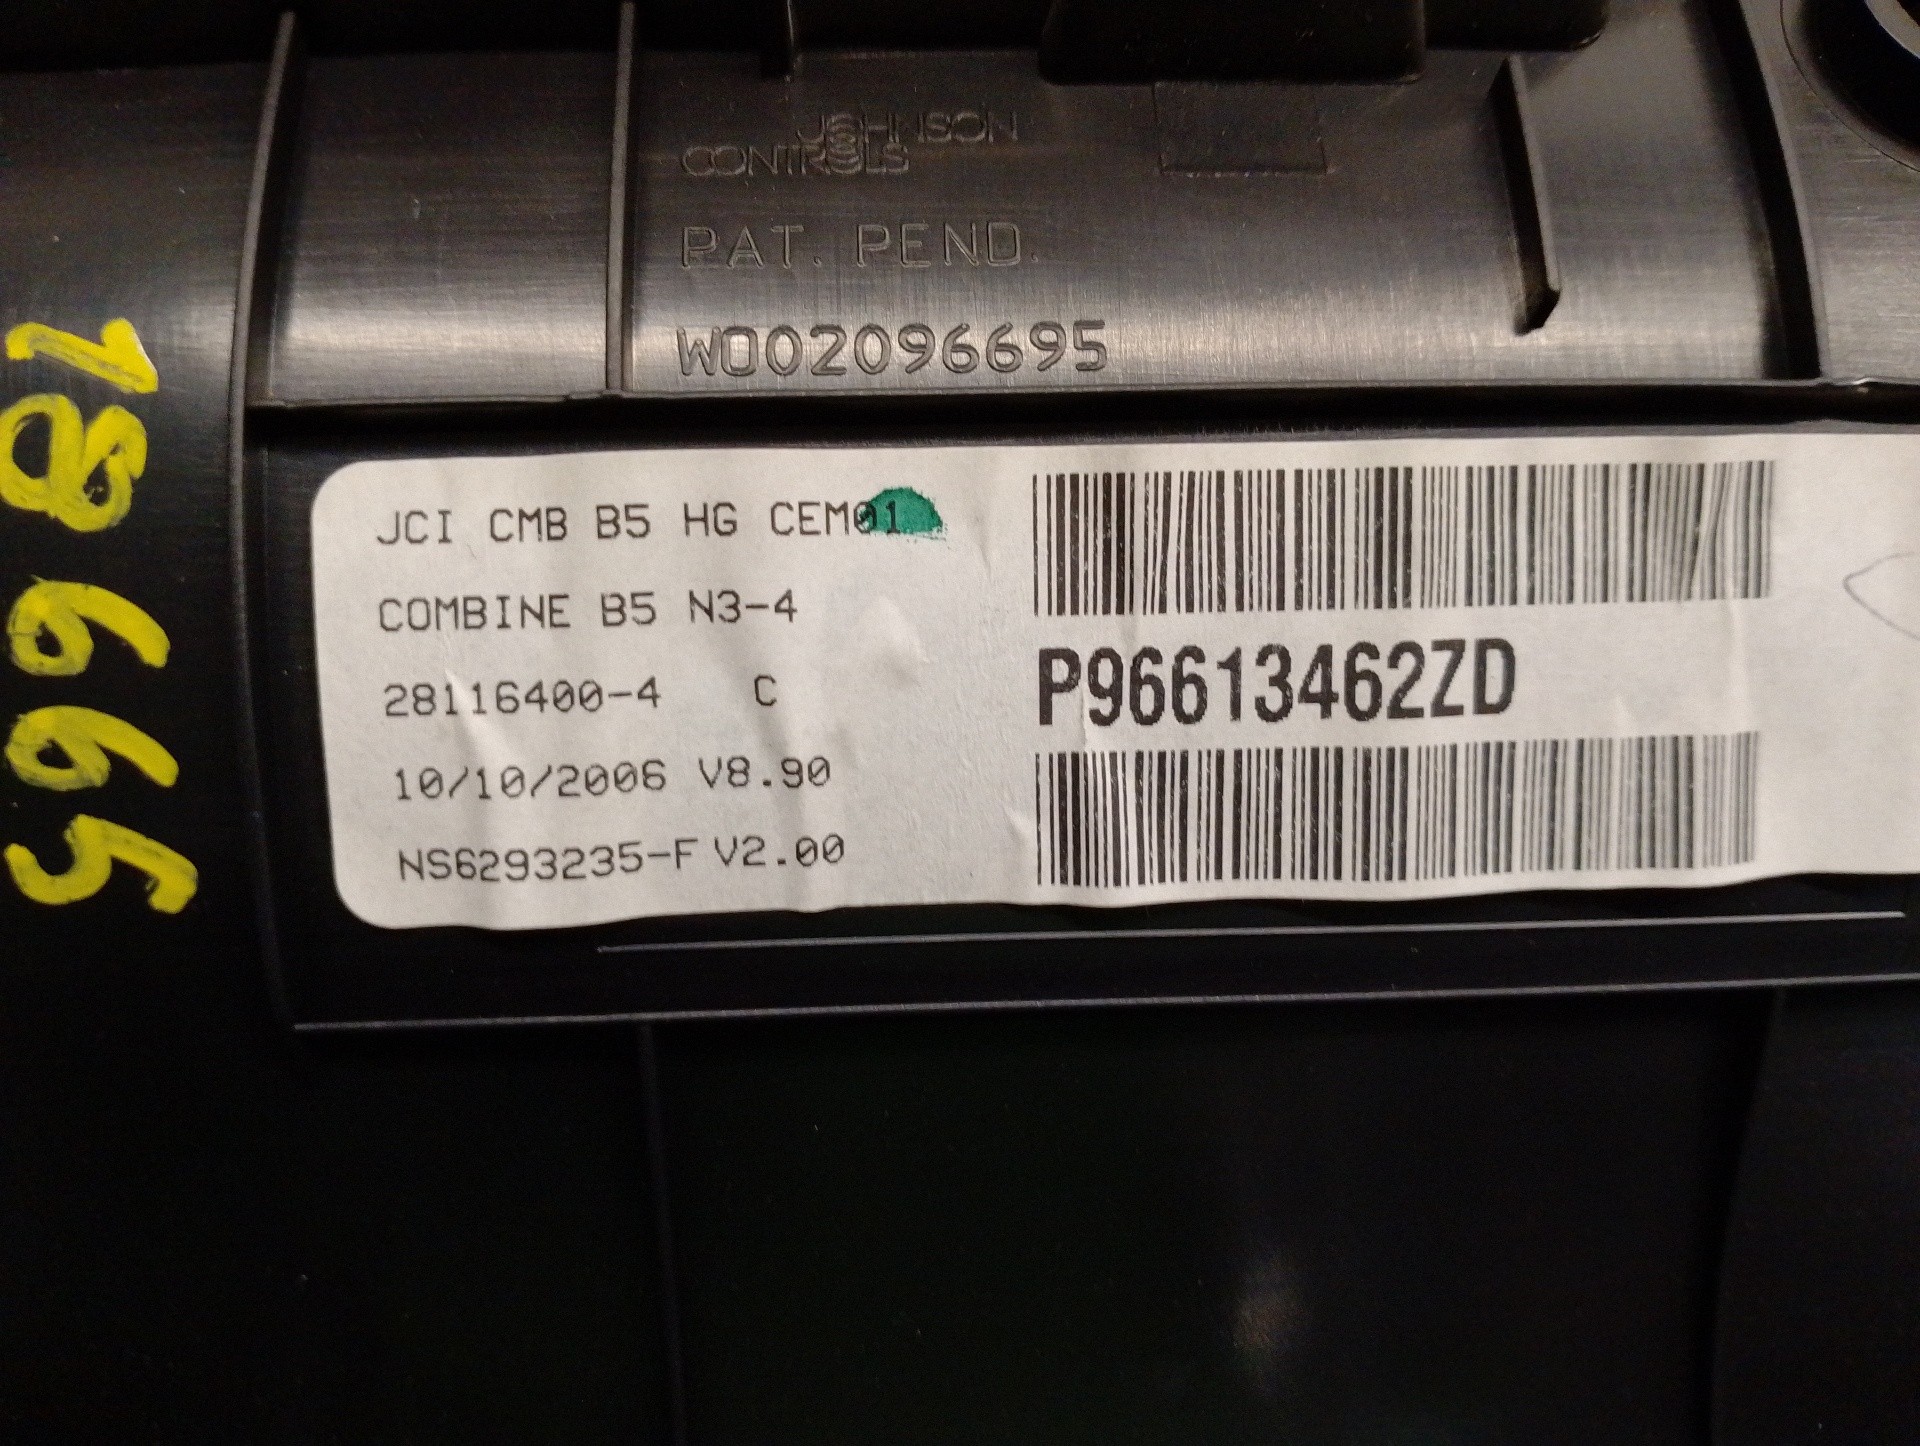 JOHNSON
CONTROLS
PAT. PEND.
WO02096695
JCI CMB B5 HG CEM01
COMBINE B5 N3-4
28116400-4 C
10/10/2006 V8.90
NS6293235-F V2.00
P96613462ZD
18665